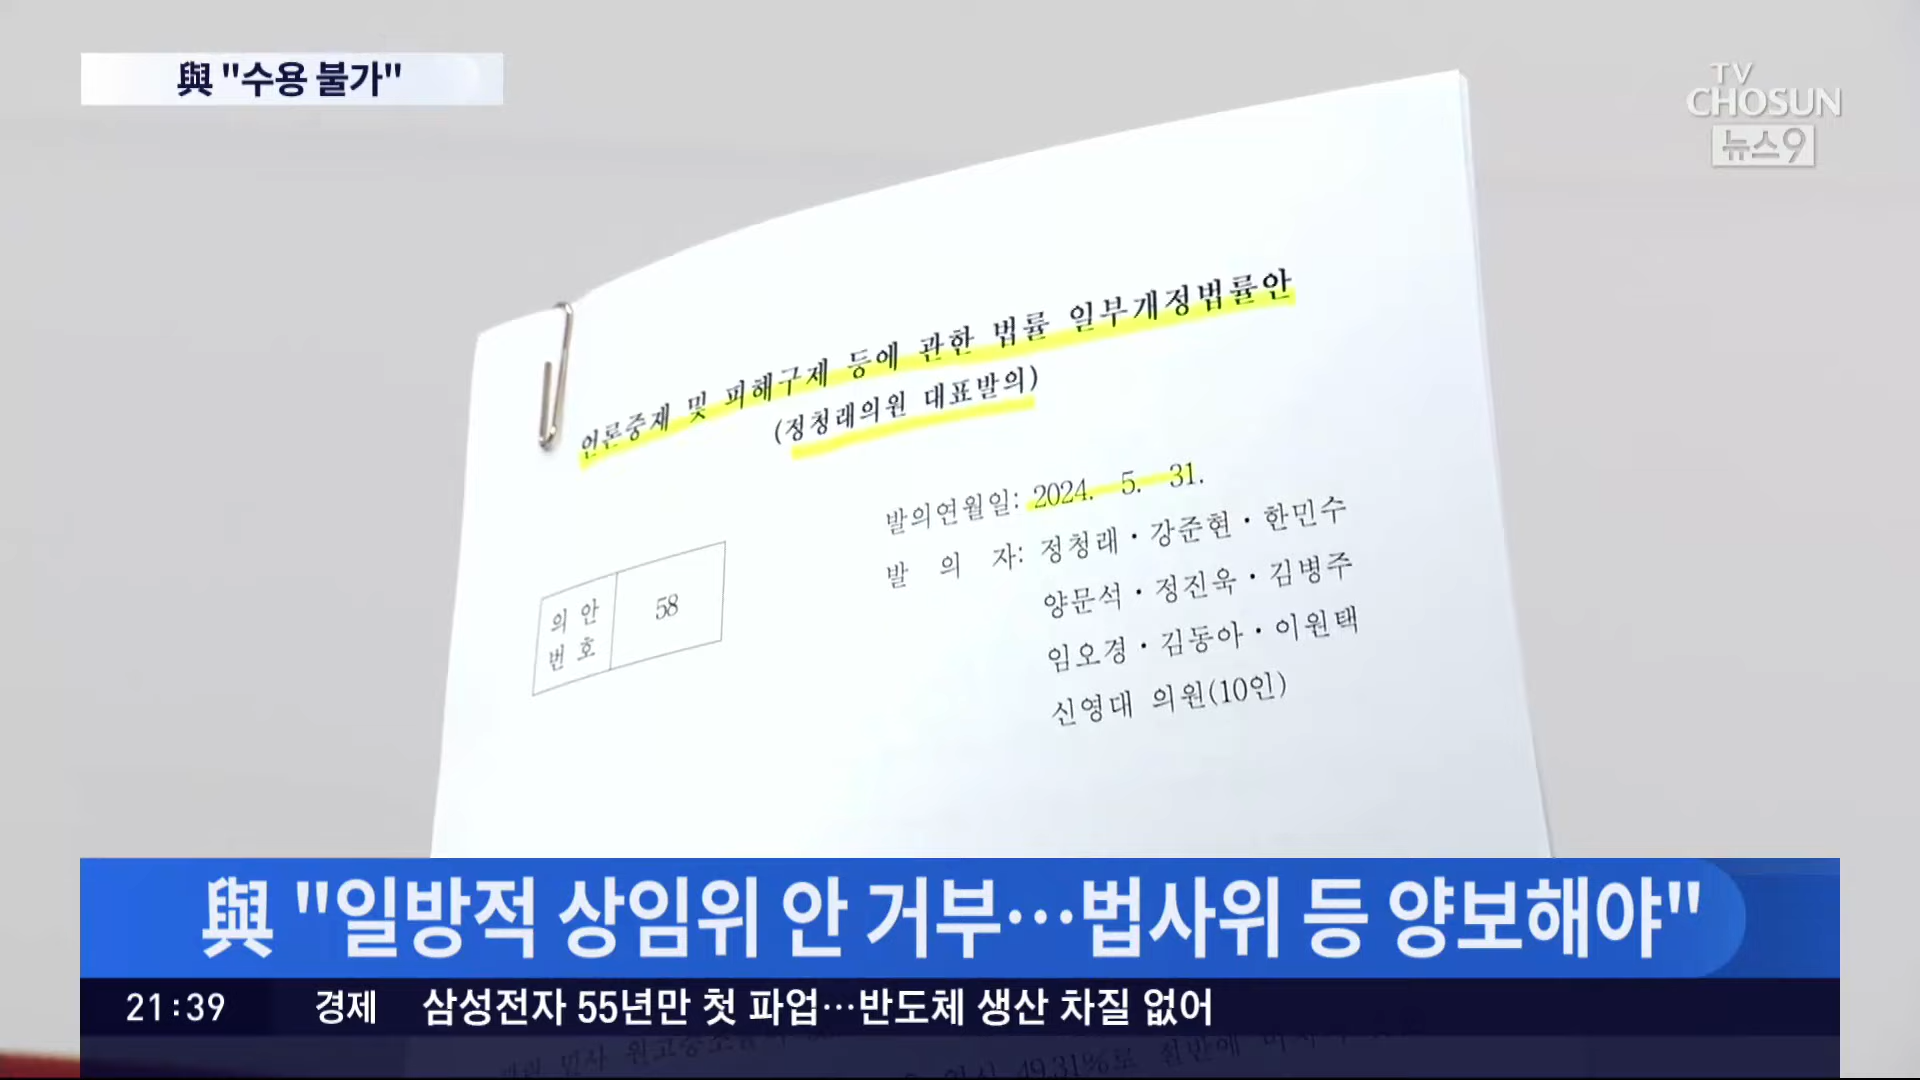 與 "수용 불가"
TV
CHOSUN
뉴스9
언론중재 및 피해구제 등에 관한 법률 일부개정법률안
(정청래의원 대표발의)
발의연월일: 2024. 5. 31.
발 의 자: 정청래·강준현·한민수
양문석·정진욱·김병주
임오경·김동아·이원택
신영대 의원(10인)
의 안
번 호
58
與 "일방적 상임위 안 거부…법사위 등 양보해야"
21:39 경제 삼성전자 55년만 첫 파업…반도체 생산 차질 없어
49.31%로